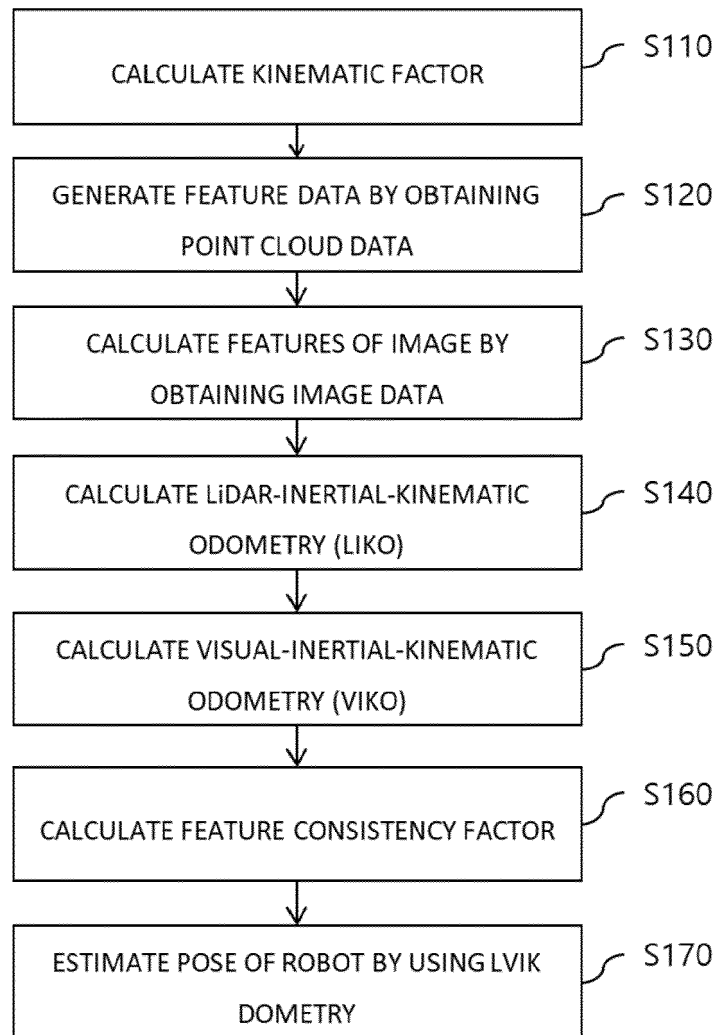 CALCULATE KINEMATIC FACTOR
S110
GENERATE FEATURE DATA BY OBTAINING
POINT CLOUD DATA
S120
CALCULATE FEATURES OF IMAGE BY
OBTAINING IMAGE DATA
S130
CALCULATE LiDAR-INERTIAL-KINEMATIC
ODOMETRY (LIKO)
S140
CALCULATE VISUAL-INERTIAL-KINEMATIC
ODOMETRY (VIKO)
S150
CALCULATE FEATURE CONSISTENCY FACTOR
S160
ESTIMATE POSE OF ROBOT BY USING LVIK
DOMETRY
S170